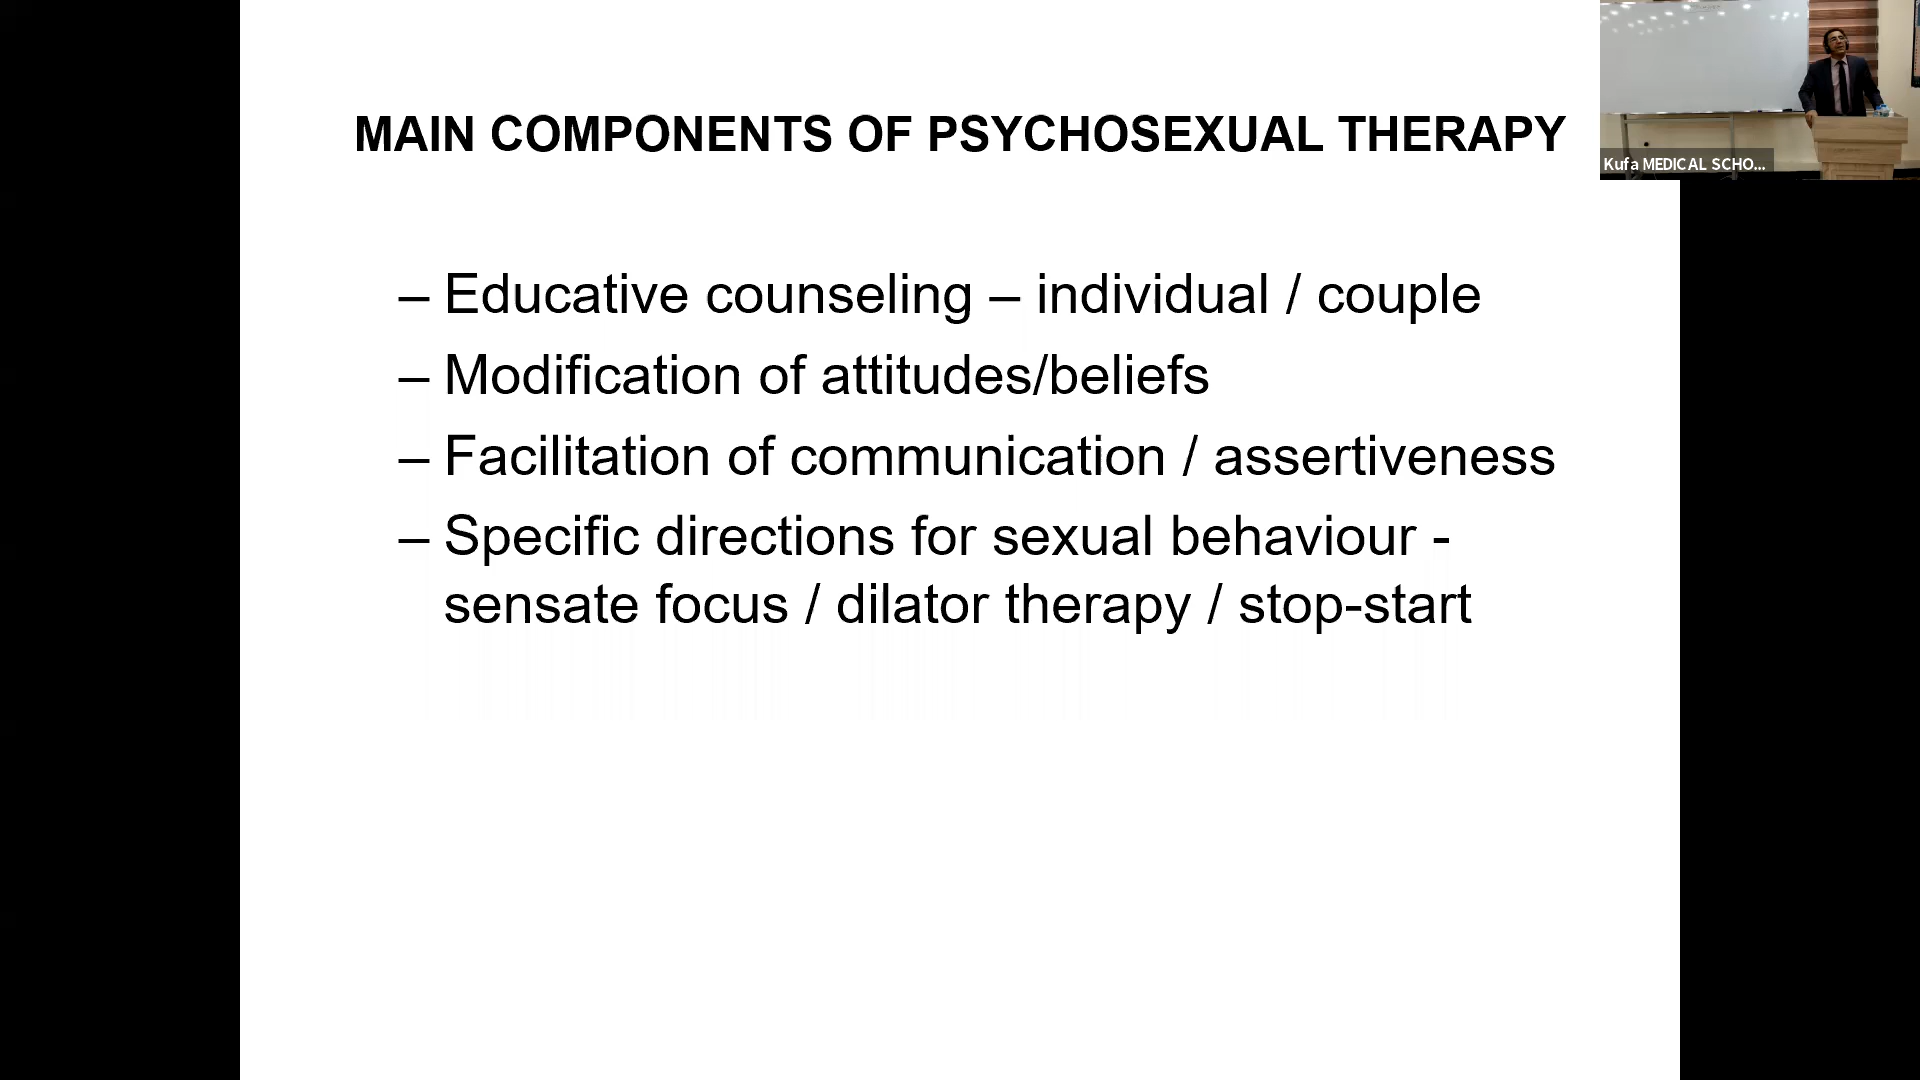 MAIN COMPONENTS OF PSYCHOSEXUAL THERAPY
Kufa MEDICAL SCHO...
– Educative counseling – individual / couple
– Modification of attitudes/beliefs
– Facilitation of communication / assertiveness
– Specific directions for sexual behaviour -
sensate focus / dilator therapy / stop-start